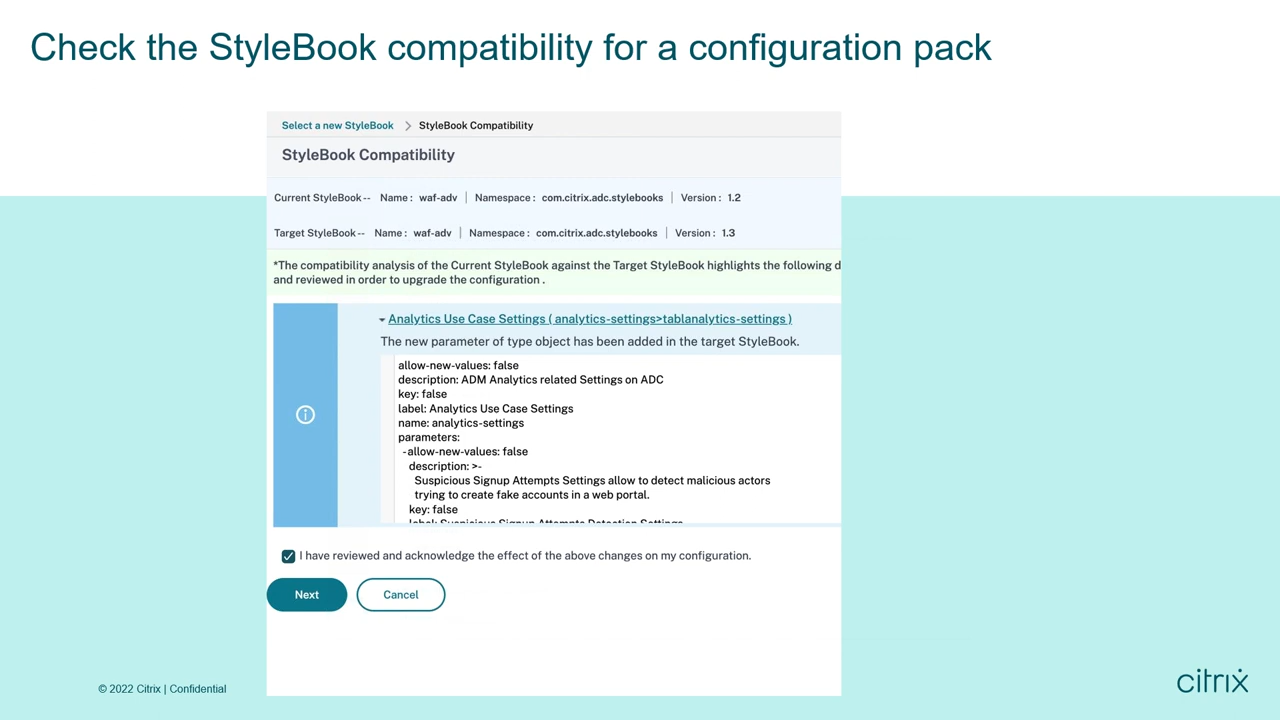 Check the StyleBook compatibility for a configuration pack
Select a new StyleBook > StyleBook Compatibility
StyleBook Compatibility
Current StyleBook -- Name : waf-adv | Namespace : com.citrix.adc.stylebooks | Version : 1.2
Target StyleBook -- Name : waf-adv | Namespace : com.citrix.adc.stylebooks | Version : 1.3
*The compatibility analysis of the Current StyleBook against the Target StyleBook highlights the following d
and reviewed in order to upgrade the configuration .
Analytics Use Case Settings ( analytics-settings>tablanalytics-settings )
The new parameter of type object has been added in the target StyleBook.
allow-new-values: false
description: ADM Analytics related Settings on ADC
key: false
label: Analytics Use Case Settings
name: analytics-settings
parameters:
- allow-new-values: false
description: >-
Suspicious Signup Attempts Settings allow to detect malicious actors
trying to create fake accounts in a web portal.
key: false
label: Suspicious Signup Attempts Detection Settings
I have reviewed and acknowledge the effect of the above changes on my configuration.
Next Cancel
© 2022 Citrix | Confidential
citrix